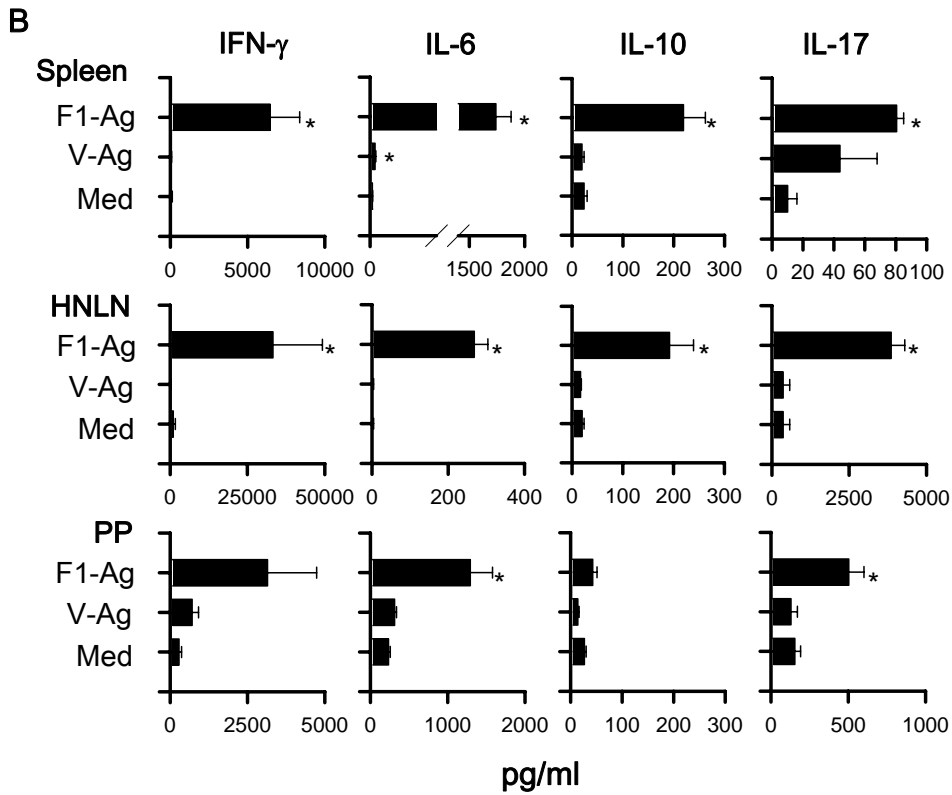 B
IFN-γ IL-6 IL-10 IL-17
Spleen
F1-Ag * * * *
V-Ag *
Med
0 5000 10000 0 1500 2000 0 100 200 300 0 20 40 60 80 100
HNLN
F1-Ag * * * *
V-Ag
Med
0 25000 50000 0 200 400 0 100 200 300 0 2500 5000
PP
F1-Ag * *
V-Ag
Med
0 2500 5000 0 1000 2000 0 100 200 300 0 500 1000
pg/ml